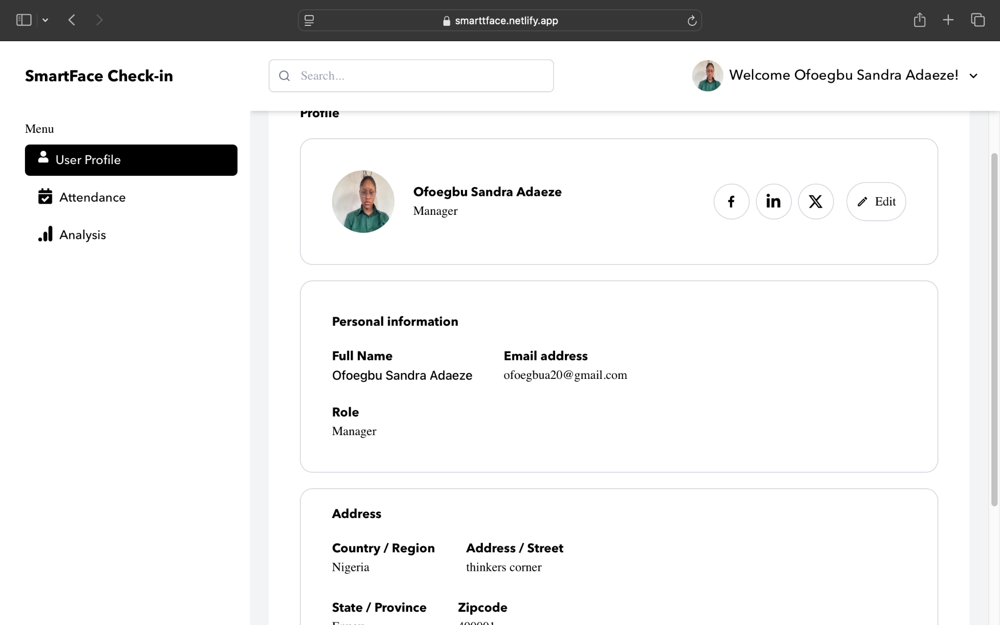 smarttface.netlify.app
SmartFace Check-in
Search...
Welcome Ofoegbu Sandra Adaeze!
Menu
User Profile
Attendance
Analysis
Profile
Ofoegbu Sandra Adaeze
Manager
f
in
X
Edit
Personal information
Full Name
Email address
Ofoegbu Sandra Adaeze
ofoegbua20@gmail.com
Role
Manager
Address
Country / Region
Address / Street
Nigeria
thinkers corner
State / Province
Zipcode
400001